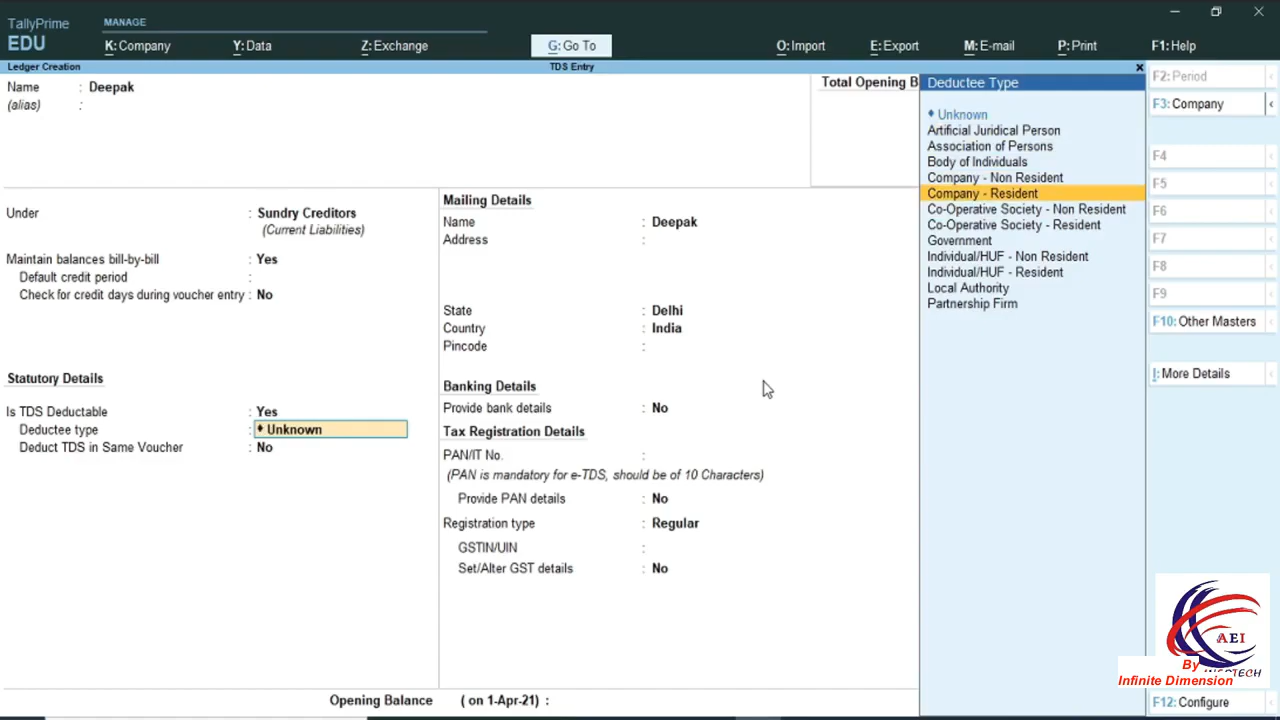 TallyPrime
EDU
MANAGE
K: Company
Y: Data
Z: Exchange
G: Go To
O: Import
E: Export
M: E-mail
P: Print
F1: Help
Ledger Creation
TDS Entry
Name : Deepak
(alias) :
Total Opening B
Under : Sundry Creditors
(Current Liabilities)
Maintain balances bill-by-bill : Yes
Default credit period :
Check for credit days during voucher entry : No
Statutory Details
Is TDS Deductable : Yes
Deductee type : ♦ Unknown
Deduct TDS in Same Voucher : No
Mailing Details
Name : Deepak
Address :
State : Delhi
Country : India
Pincode :
Banking Details
Provide bank details : No
Tax Registration Details
PAN/IT No. :
(PAN is mandatory for e-TDS, should be of 10 Characters)
Provide PAN details : No
Registration type : Regular
GSTIN/UIN :
Set/Alter GST details : No
Opening Balance ( on 1-Apr-21) :
Deductee Type
♦ Unknown
Artificial Juridical Person
Association of Persons
Body of Individuals
Company - Non Resident
Company - Resident
Co-Operative Society - Non Resident
Co-Operative Society - Resident
Government
Individual/HUF - Non Resident
Individual/HUF - Resident
Local Authority
Partnership Firm
F2: Period
F3: Company
F4
F5
F6
F7
F8
F9
F10: Other Masters
I: More Details
AEI
By
Infinite Dimension
F12: Configure